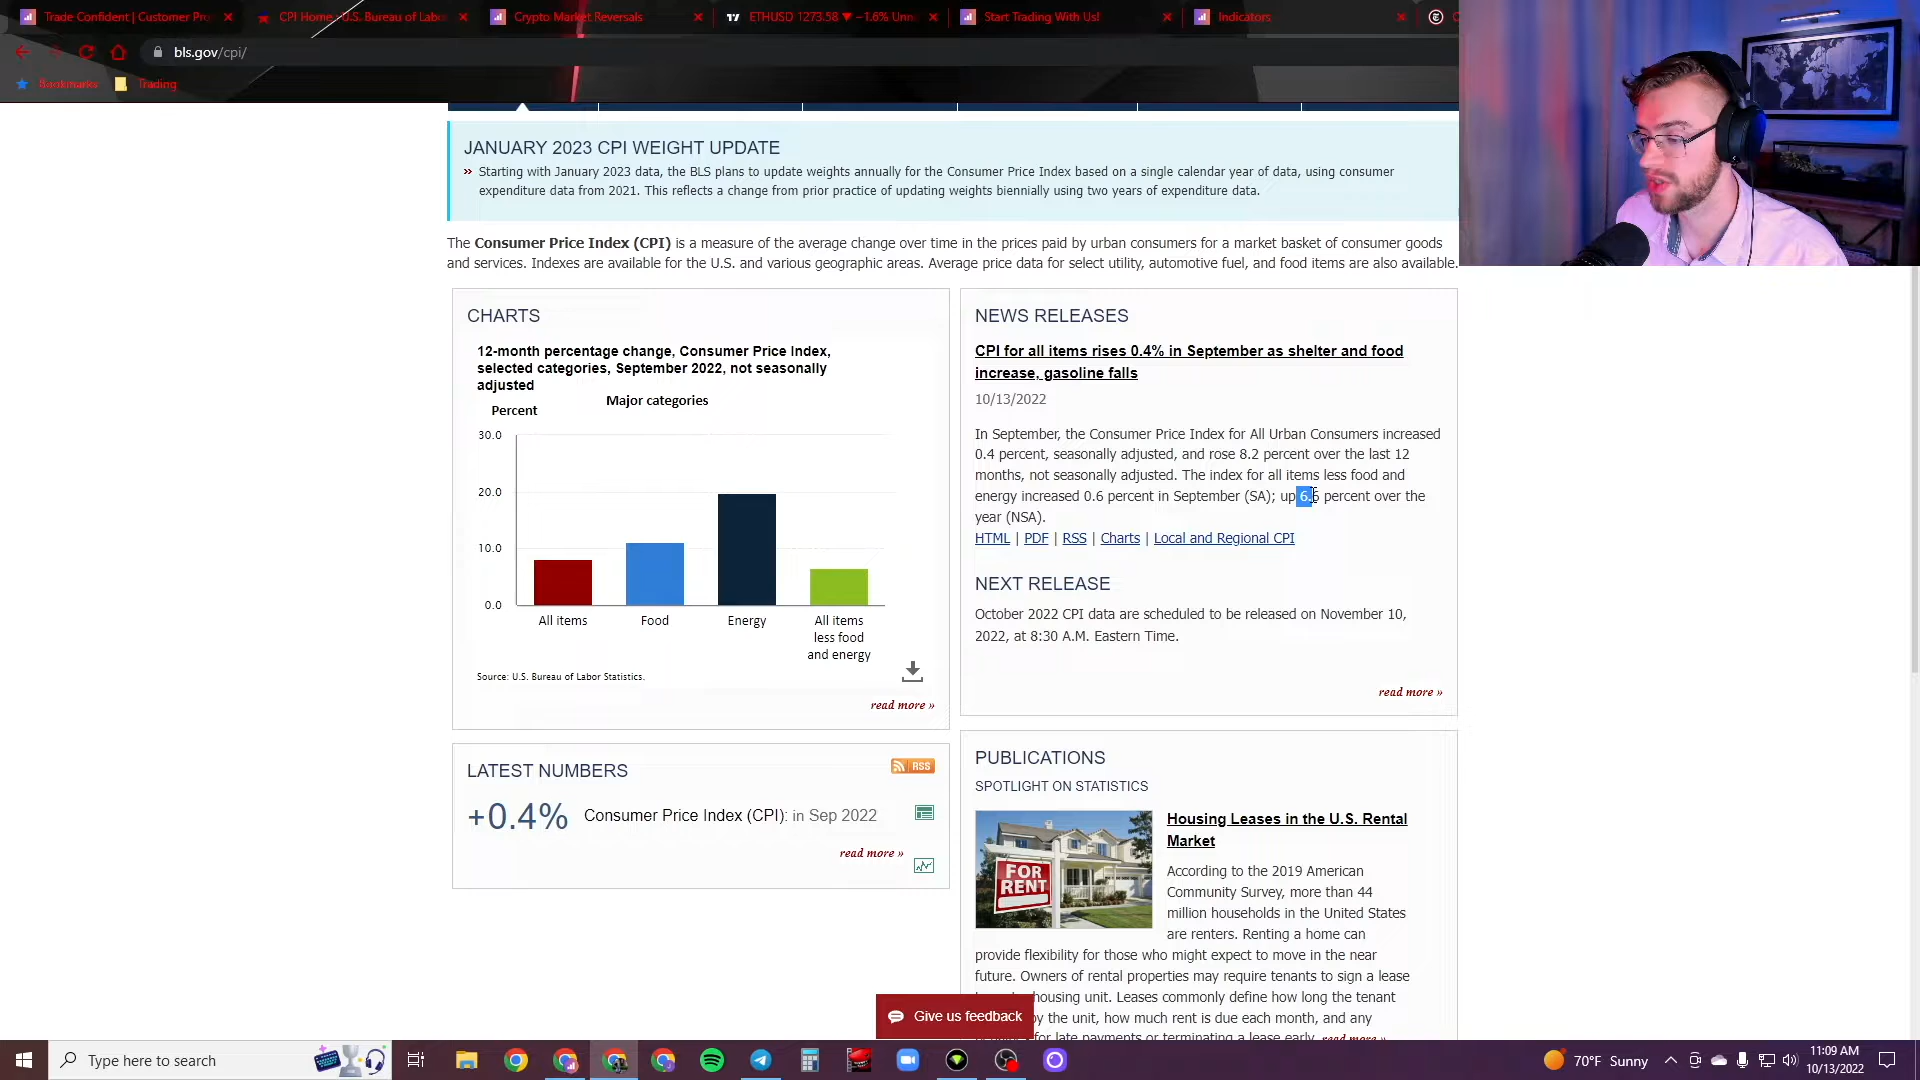 Trade Confident | Customer Pro
CPI Home : U.S. Bureau of Labo
Crypto Market Reversals
ETHUSD 1273.58 ▼ −1.6% Unn
Start Trading With Us!
Indicators
bls.gov/cpi/
Bookmarks
Trading
JANUARY 2023 CPI WEIGHT UPDATE
» Starting with January 2023 data, the BLS plans to update weights annually for the Consumer Price Index based on a single calendar year of data, using consumer
expenditure data from 2021. This reflects a change from prior practice of updating weights biennially using two years of expenditure data.
The Consumer Price Index (CPI) is a measure of the average change over time in the prices paid by urban consumers for a market basket of consumer goods
and services. Indexes are available for the U.S. and various geographic areas. Average price data for select utility, automotive fuel, and food items are also available.
CHARTS
12-month percentage change, Consumer Price Index,
selected categories, September 2022, not seasonally
adjusted
Major categories
Percent
30.0
20.0
10.0
0.0
All items
Food
Energy
All items
less food
and energy
Source: U.S. Bureau of Labor Statistics.
read more »
LATEST NUMBERS
RSS
+0.4% Consumer Price Index (CPI): in Sep 2022
read more »
NEWS RELEASES
CPI for all items rises 0.4% in September as shelter and food
increase, gasoline falls
10/13/2022
In September, the Consumer Price Index for All Urban Consumers increased
0.4 percent, seasonally adjusted, and rose 8.2 percent over the last 12
months, not seasonally adjusted. The index for all items less food and
energy increased 0.6 percent in September (SA); up 6.6 percent over the
year (NSA).
HTML | PDF | RSS | Charts | Local and Regional CPI
NEXT RELEASE
October 2022 CPI data are scheduled to be released on November 10,
2022, at 8:30 A.M. Eastern Time.
read more »
PUBLICATIONS
SPOTLIGHT ON STATISTICS
FOR
RENT
Housing Leases in the U.S. Rental
Market
According to the 2019 American
Community Survey, more than 44
million households in the United States
are renters. Renting a home can
provide flexibility for those who might expect to move in the near
future. Owners of rental properties may require tenants to sign a lease
housing unit. Leases commonly define how long the tenant
by the unit, how much rent is due each month, and any
for late payments or terminating a lease early. read more »
Give us feedback
Type here to search
70°F Sunny
11:09 AM
10/13/2022